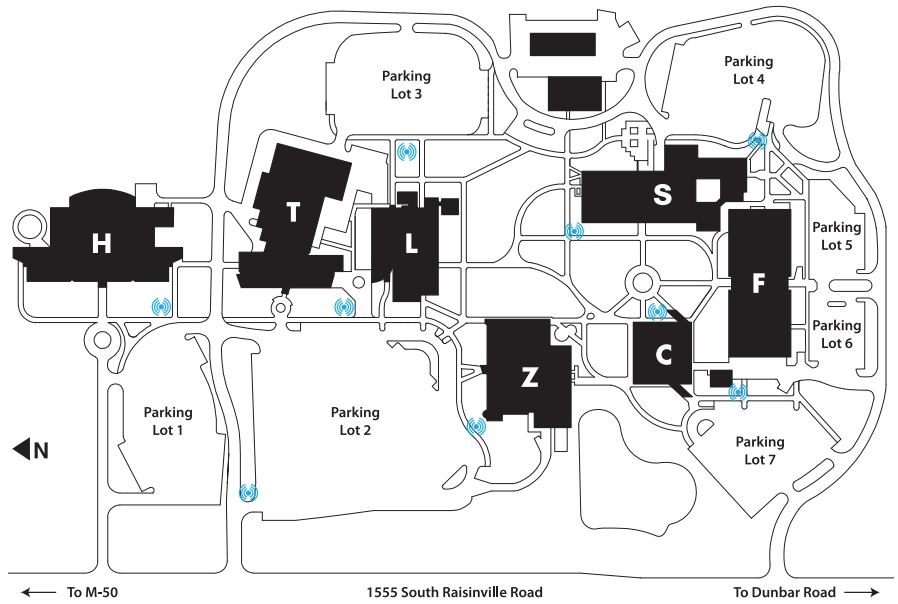 Parking
Lot 3
Parking
Lot 4
S
T
H
L
Parking
Lot 5
F
Parking
Lot 6
C
Z
Parking
Lot 1
Parking
Lot 2
N
Parking
Lot 7
To M-50
1555 South Raisinville Road
To Dunbar Road